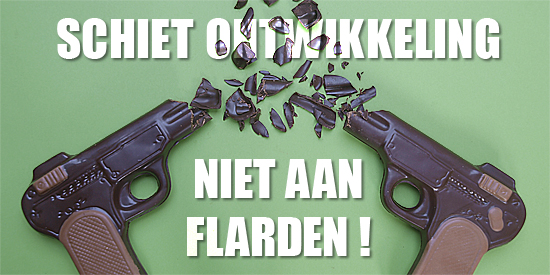 SCHIET ONTWIKKELING
NIET AAN
FLARDEN !